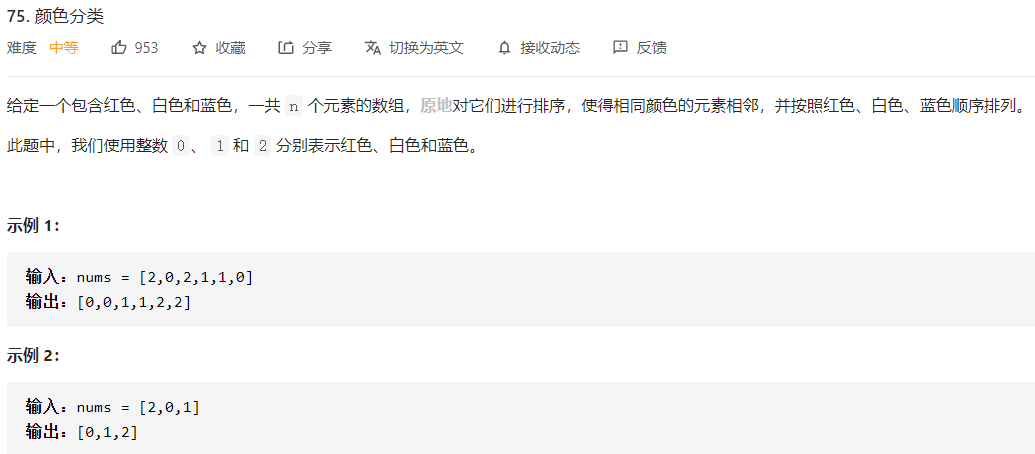 75. 颜色分类
难度 中等 953 收藏 分享 切换为英文 接收动态 反馈
给定一个包含红色、白色和蓝色，一共 n 个元素的数组，原地对它们进行排序，使得相同颜色的元素相邻，并按照红色、白色、蓝色顺序排列。
此题中，我们使用整数 0 、 1 和 2 分别表示红色、白色和蓝色。
示例 1：
输入：nums = [2,0,2,1,1,0]
输出：[0,0,1,1,2,2]
示例 2：
输入：nums = [2,0,1]
输出：[0,1,2]